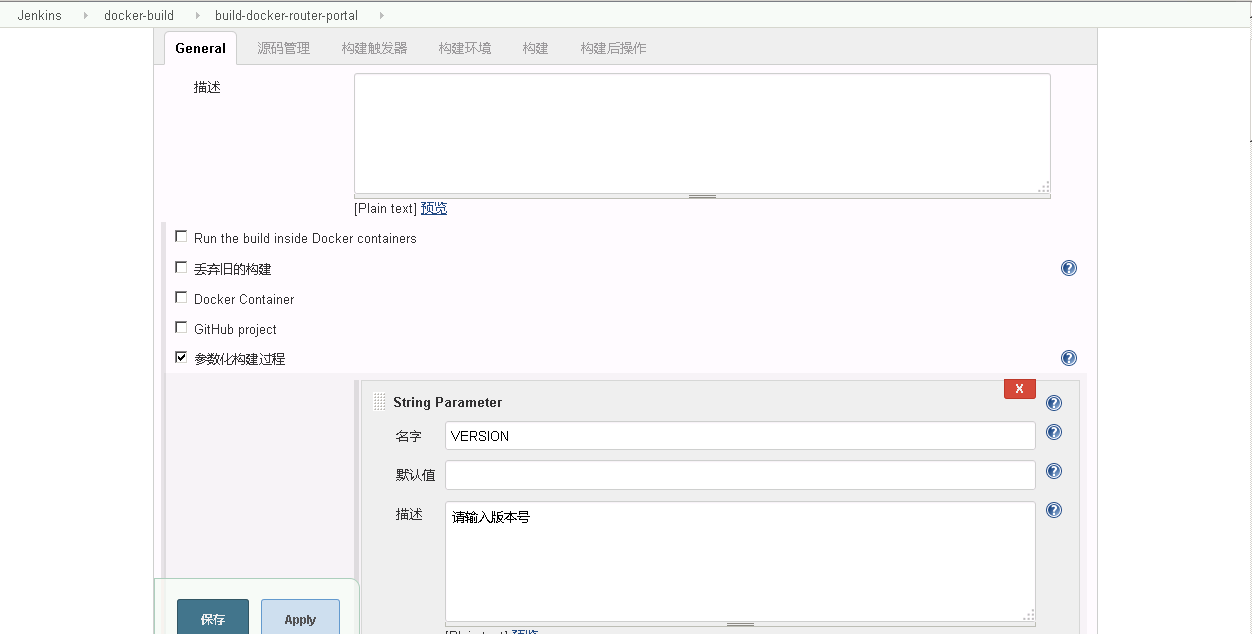 Jenkins docker-build build-docker-router-portal
General 源码管理 构建触发器 构建环境 构建 构建后操作
描述
[Plain text] 预览
Run the build inside Docker containers
丢弃旧的构建
Docker Container
GitHub project
参数化构建过程
X
String Parameter
名字 VERSION
默认值
描述 请输入版本号
[Plain text] 预览
保存 Apply